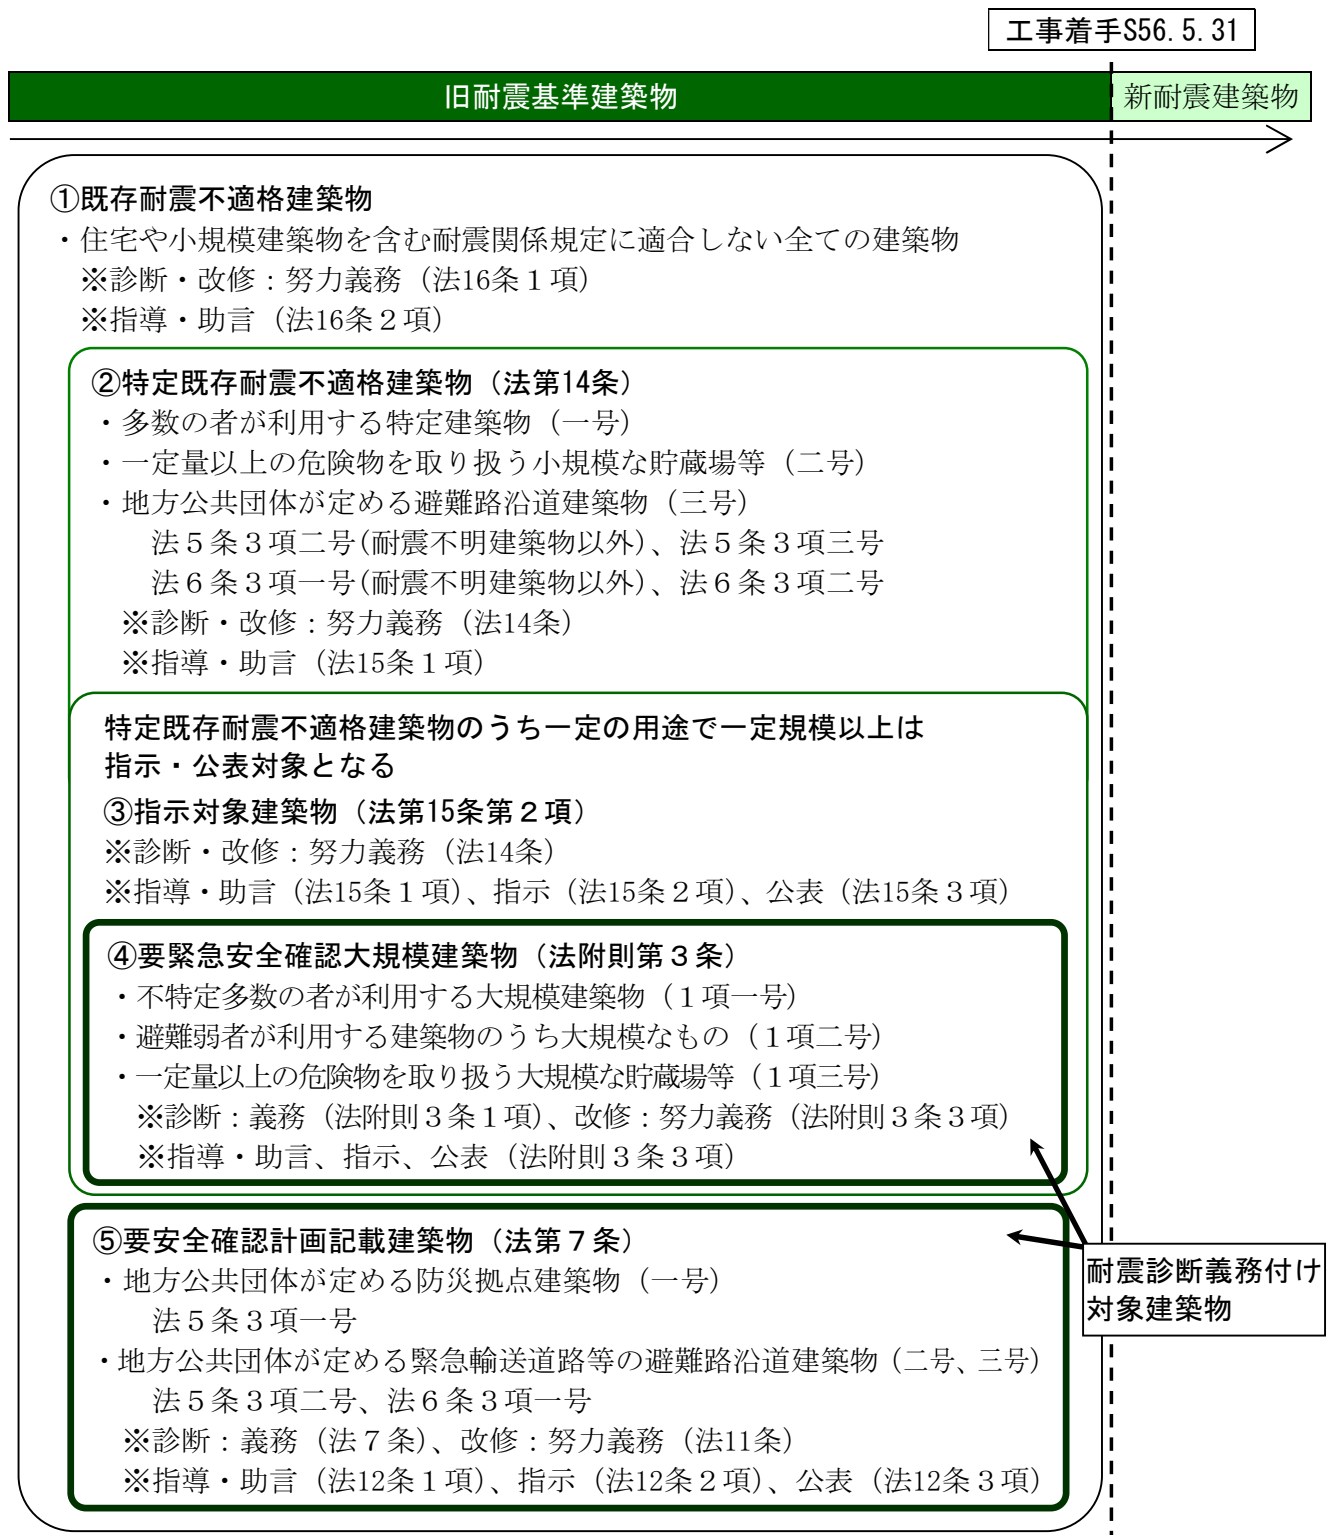 工事着手S56.5.31
旧耐震基準建築物
新耐震建築物
①既存耐震不適格建築物
・住宅や小規模建築物を含む耐震関係規定に適合しない全ての建築物
※診断・改修：努力義務（法16条１項）
※指導・助言（法16条２項）
②特定既存耐震不適格建築物（法第14条）
・多数の者が利用する特定建築物（一号）
・一定量以上の危険物を取り扱う小規模な貯蔵場等（二号）
・地方公共団体が定める避難路沿道建築物（三号）
法５条３項二号(耐震不明建築物以外)、法５条３項三号
法６条３項一号(耐震不明建築物以外)、法６条３項二号
※診断・改修：努力義務（法14条）
※指導・助言（法15条１項）
特定既存耐震不適格建築物のうち一定の用途で一定規模以上は
指示・公表対象となる
③指示対象建築物（法第15条第２項）
※診断・改修：努力義務（法14条）
※指導・助言（法15条１項）、指示（法15条２項）、公表（法15条３項）
④要緊急安全確認大規模建築物（法附則第３条）
・不特定多数の者が利用する大規模建築物（１項一号）
・避難弱者が利用する建築物のうち大規模なもの（１項二号）
・一定量以上の危険物を取り扱う大規模な貯蔵場等（１項三号）
※診断：義務（法附則３条１項）、改修：努力義務（法附則３条３項）
※指導・助言、指示、公表（法附則３条３項）
⑤要安全確認計画記載建築物（法第７条）
・地方公共団体が定める防災拠点建築物（一号）
法５条３項一号
・地方公共団体が定める緊急輸送道路等の避難路沿道建築物（二号、三号）
法５条３項二号、法６条３項一号
※診断：義務（法７条）、改修：努力義務（法11条）
※指導・助言（法12条１項）、指示（法12条２項）、公表（法12条３項）
耐震診断義務付け
対象建築物